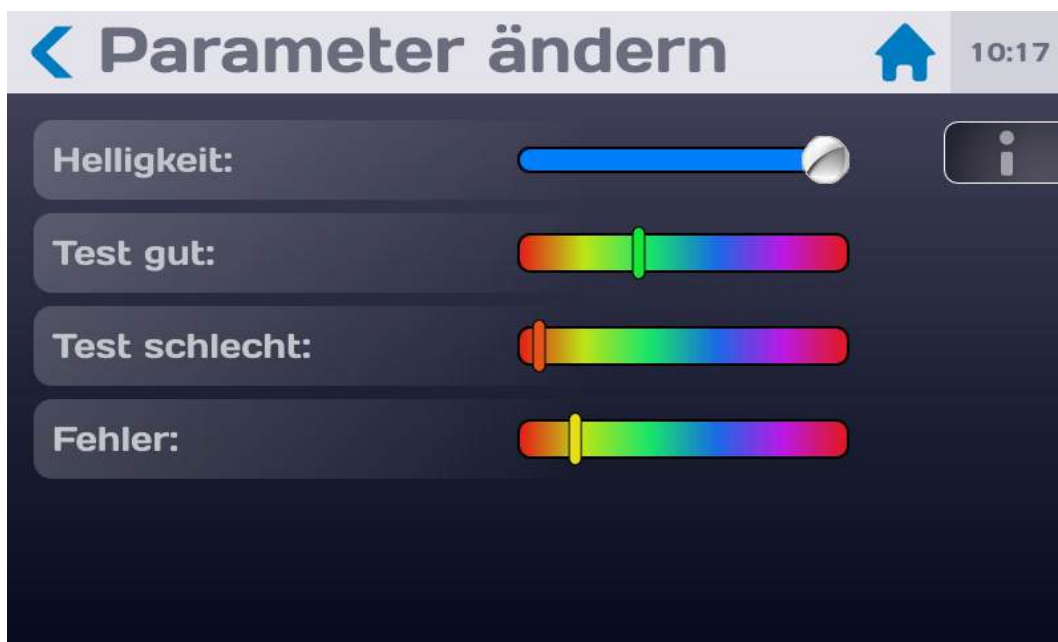 Parameter ändern
10:17
Helligkeit:
Test gut:
Test schlecht:
Fehler: